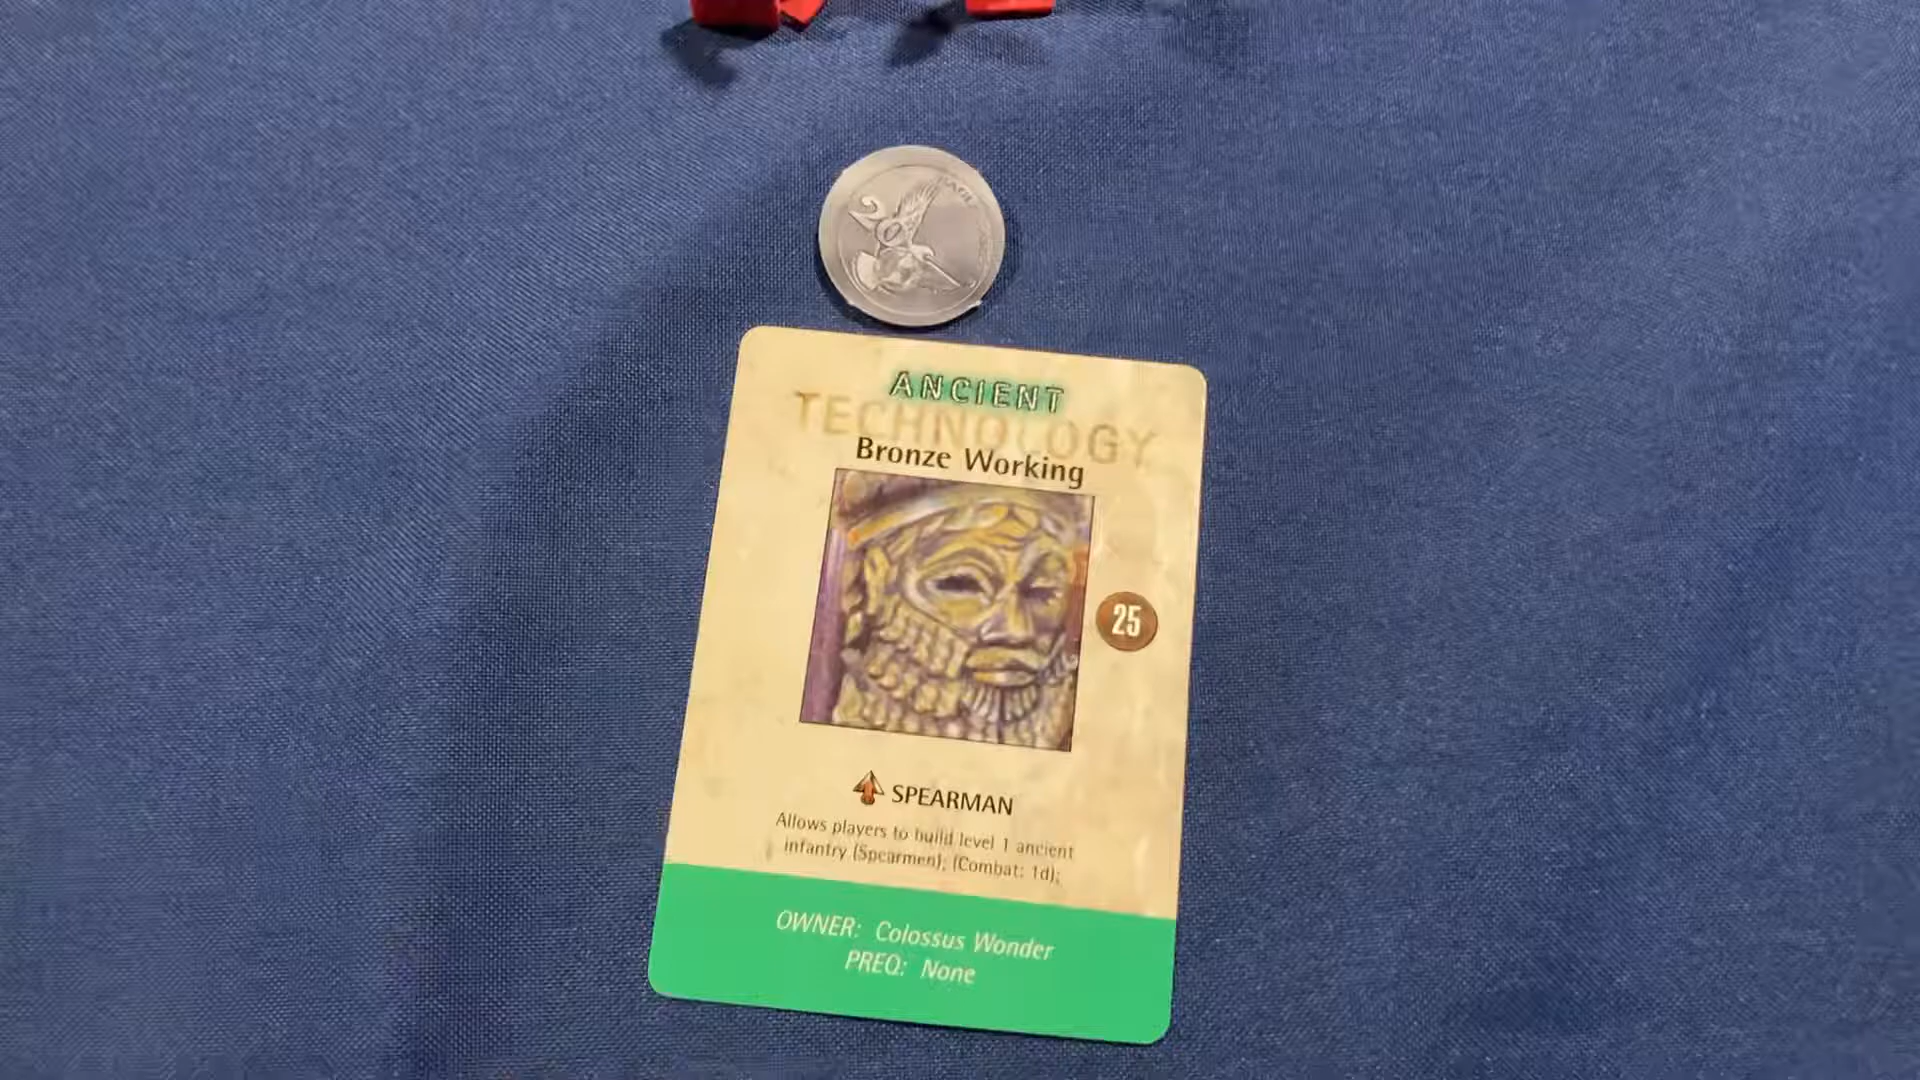 20
ANCIENT
TECHNOLOGY
Bronze Working
25
SPEARMAN
Allows players to build level 1 ancient
infantry (Spearmen); (Combat: 1d);
OWNER: Colossus Wonder
PREQ: None